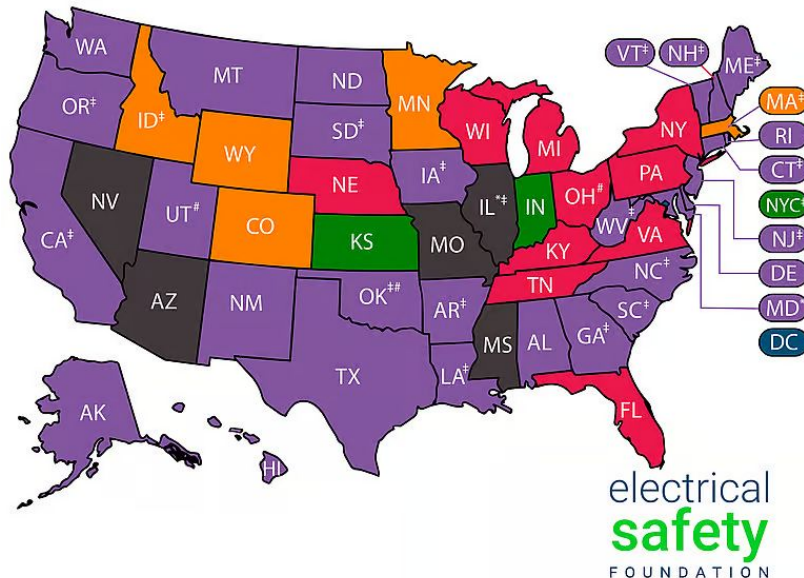 WA
MT
ND
MN
VT‡
NH‡
ME‡
OR‡
ID‡
SD‡
WI
MI
NY
MA‡
WY
RI
NE
IA‡
PA
CT‡
NV
UT#
CO
IL*‡
IN
OH#
NYC‡
CA‡
KS
MO
WV‡
VA
NJ‡
KY
DE
AZ
NM
OK‡#
AR‡
TN
NC‡
MD*
SC‡
DC
TX
LA‡
MS
AL
GA‡
AK
HI
FL
electrical
safety
FOUNDATION